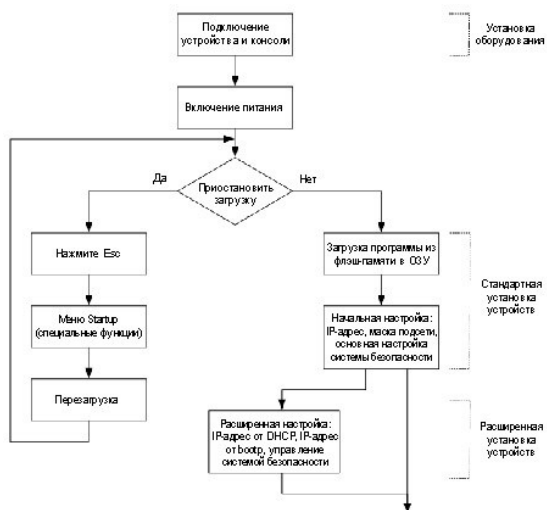 Подключение
устройства и консоли
Установка
оборудования
Включение питания
Приостановить
загрузку
Да
Нет
Нажмите Esc
Загрузка программы из
флэш-памяти в ОЗУ
Меню Startup
(специальные функции)
Начальная настройка:
IP-адрес, маска подсети,
основная настройка
системы безопасности
Стандартная
установка
устройств
Перезагрузка
Расширенная настройка:
IP-адрес от DHCP, IP-адрес
от bootp, управление
системой безопасности
Расширенная
установка
устройств